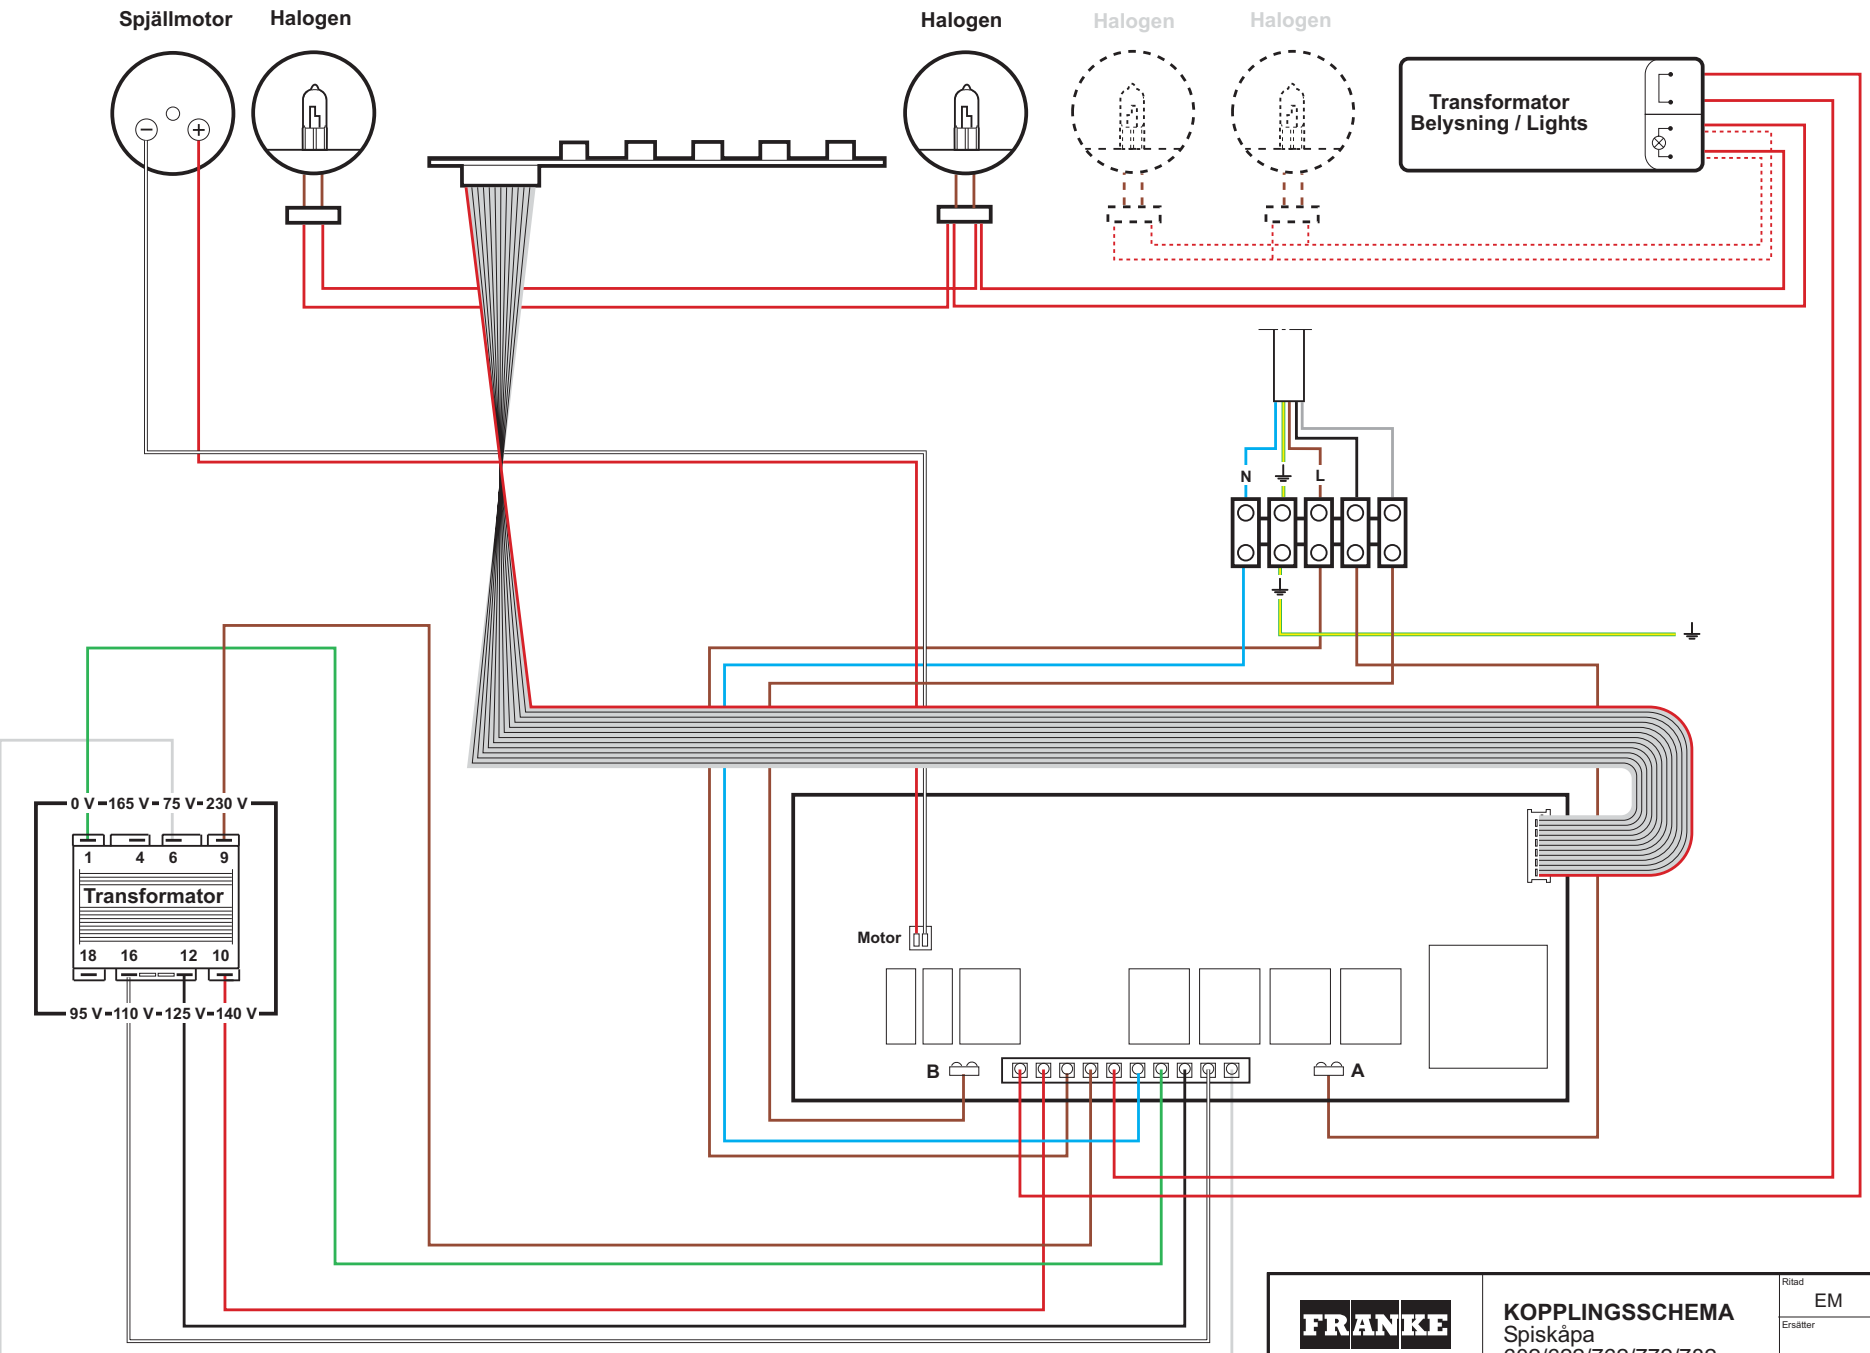 Spjällmotor
Halogen
Halogen
Halogen
Halogen
Transformator
Belysning / Lights
N
L
0 V 165 V 75 V 230 V
1 4 6 9
Transformator
18 16 12 10
95 V 110 V 125 V 140 V
Motor
B
A
FRANKE
KOPPLINGSSCHEMA
Spiskåpa
Ritad
EM
Ersätter